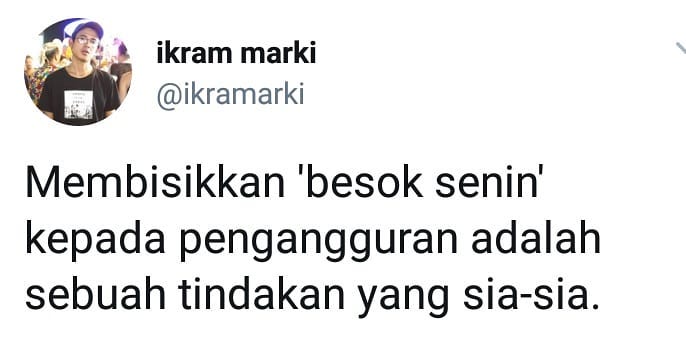 ikram marki
@ikramarki
Membisikkan 'besok senin'
kepada pengangguran adalah
sebuah tindakan yang sia-sia.